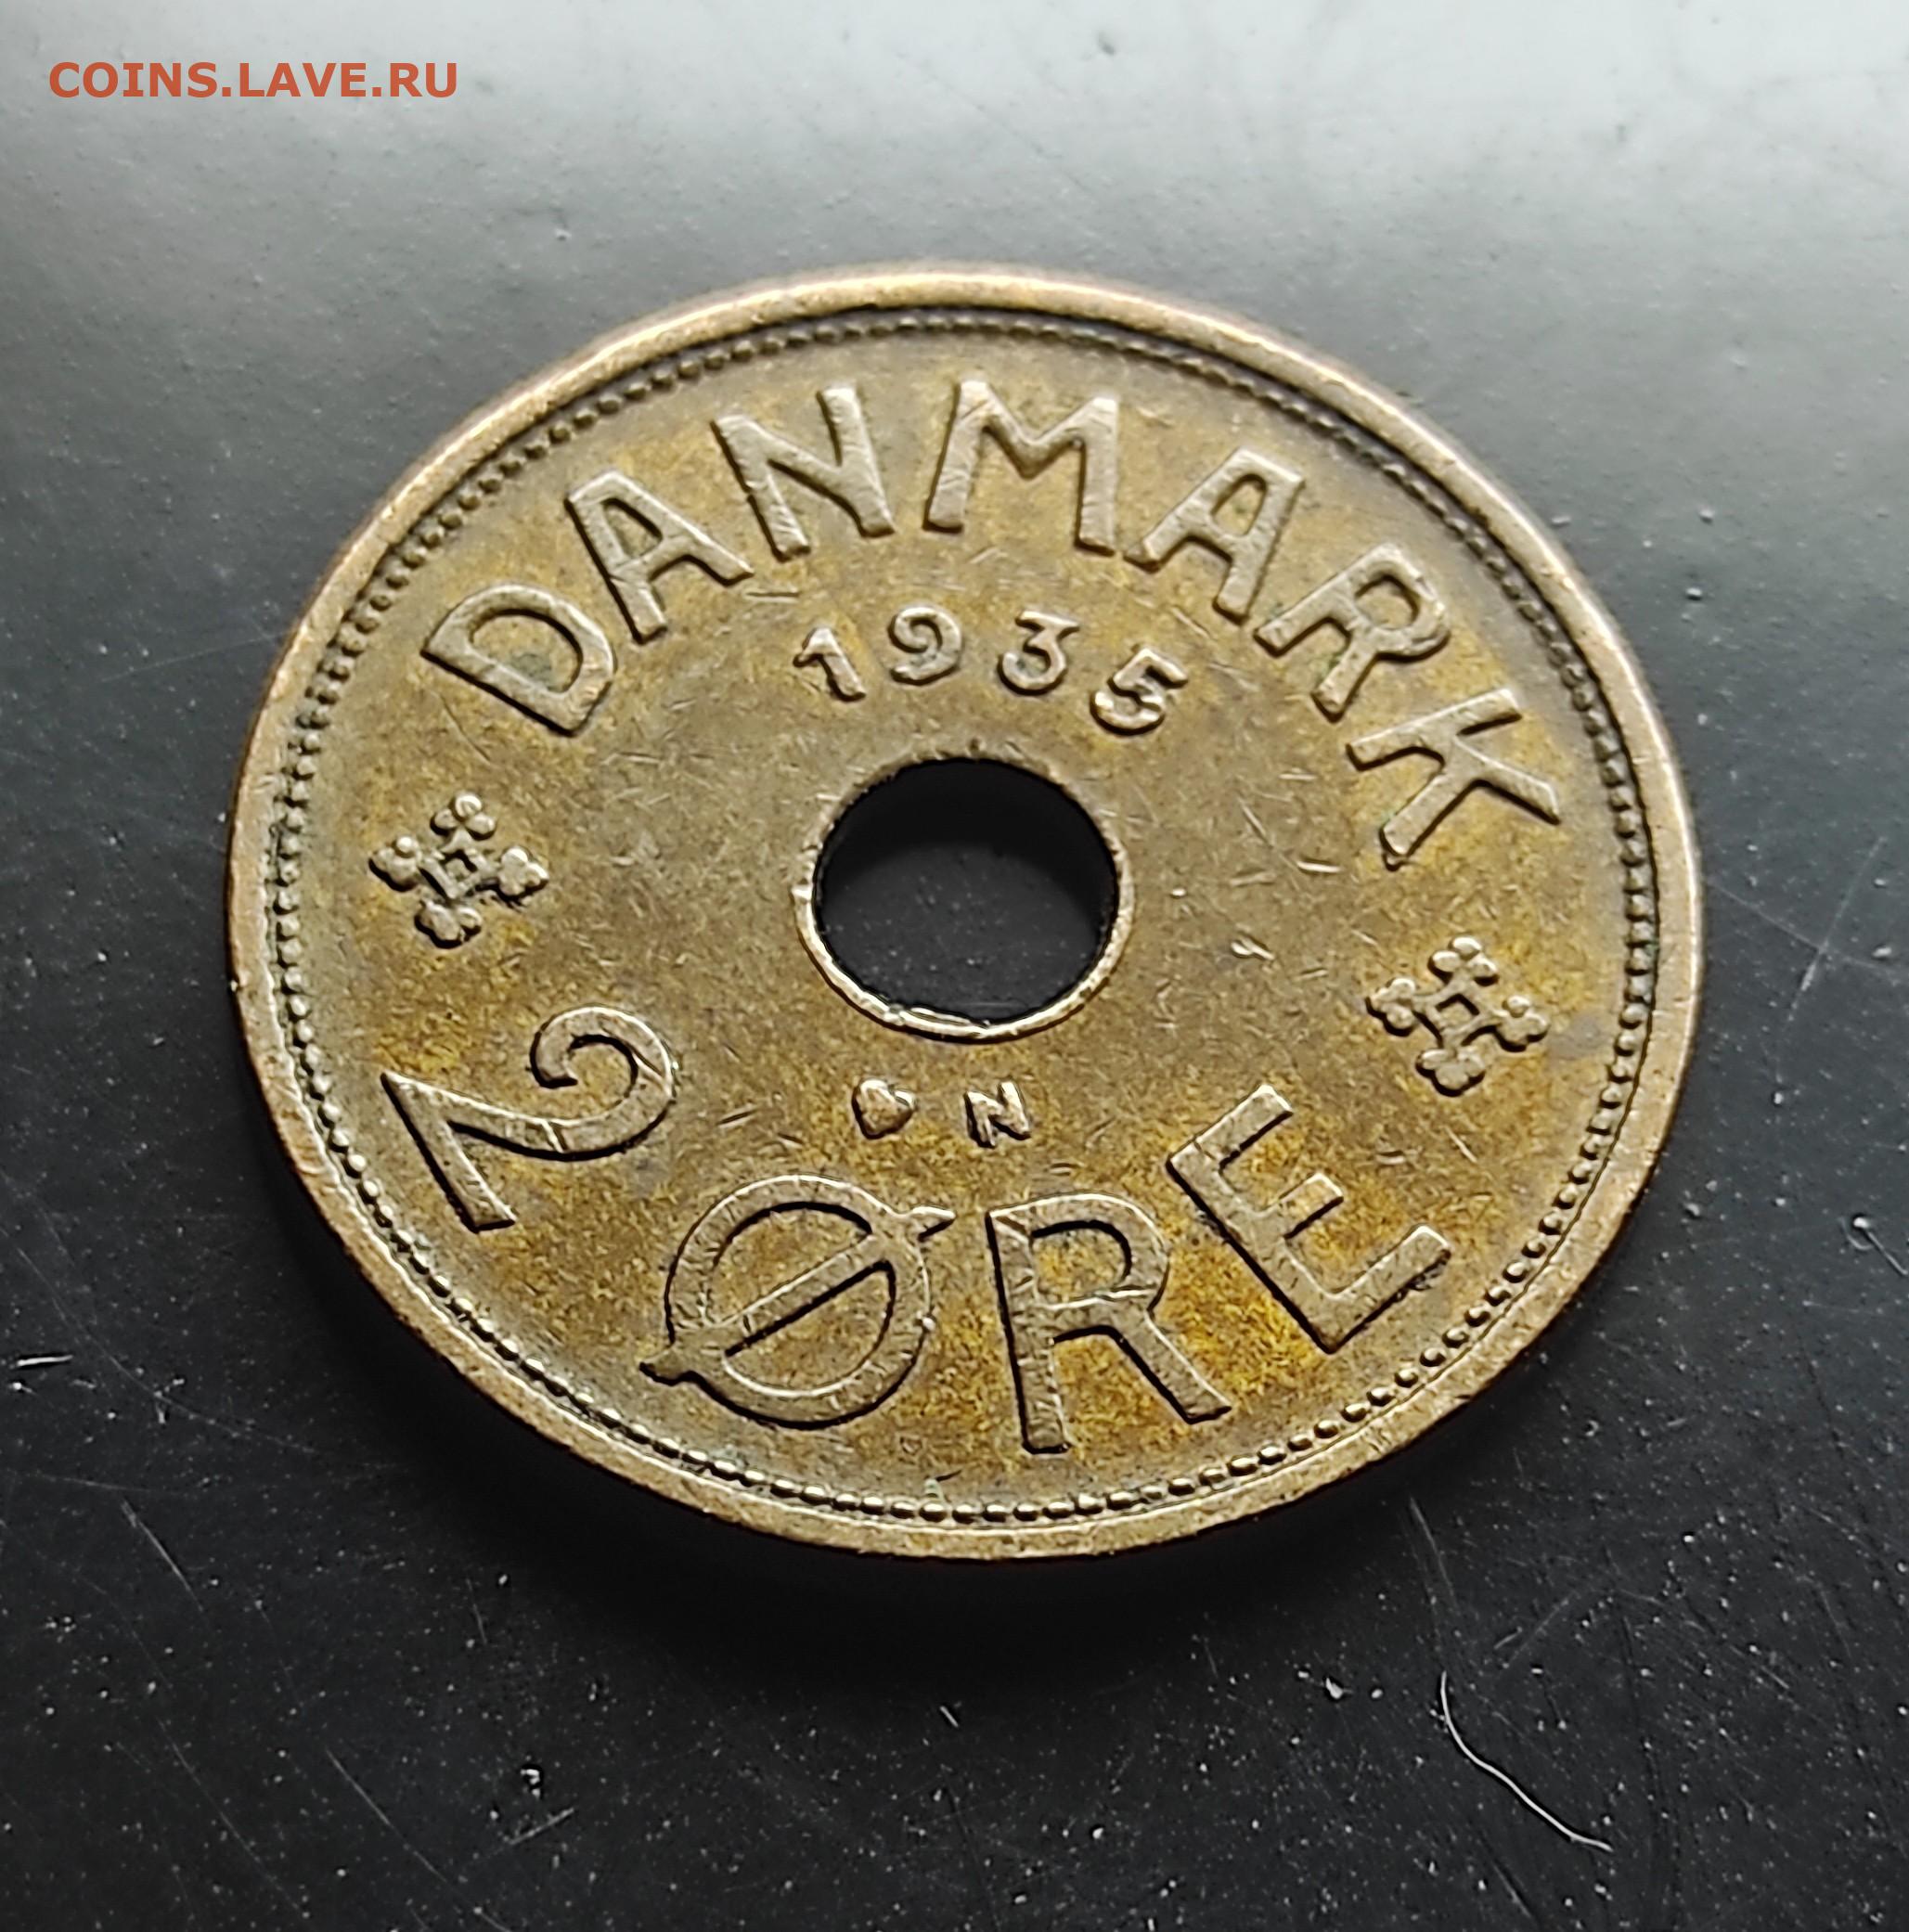 COINS.LAVE.RU
DANMARK
1935
♥ N
2 ØRE